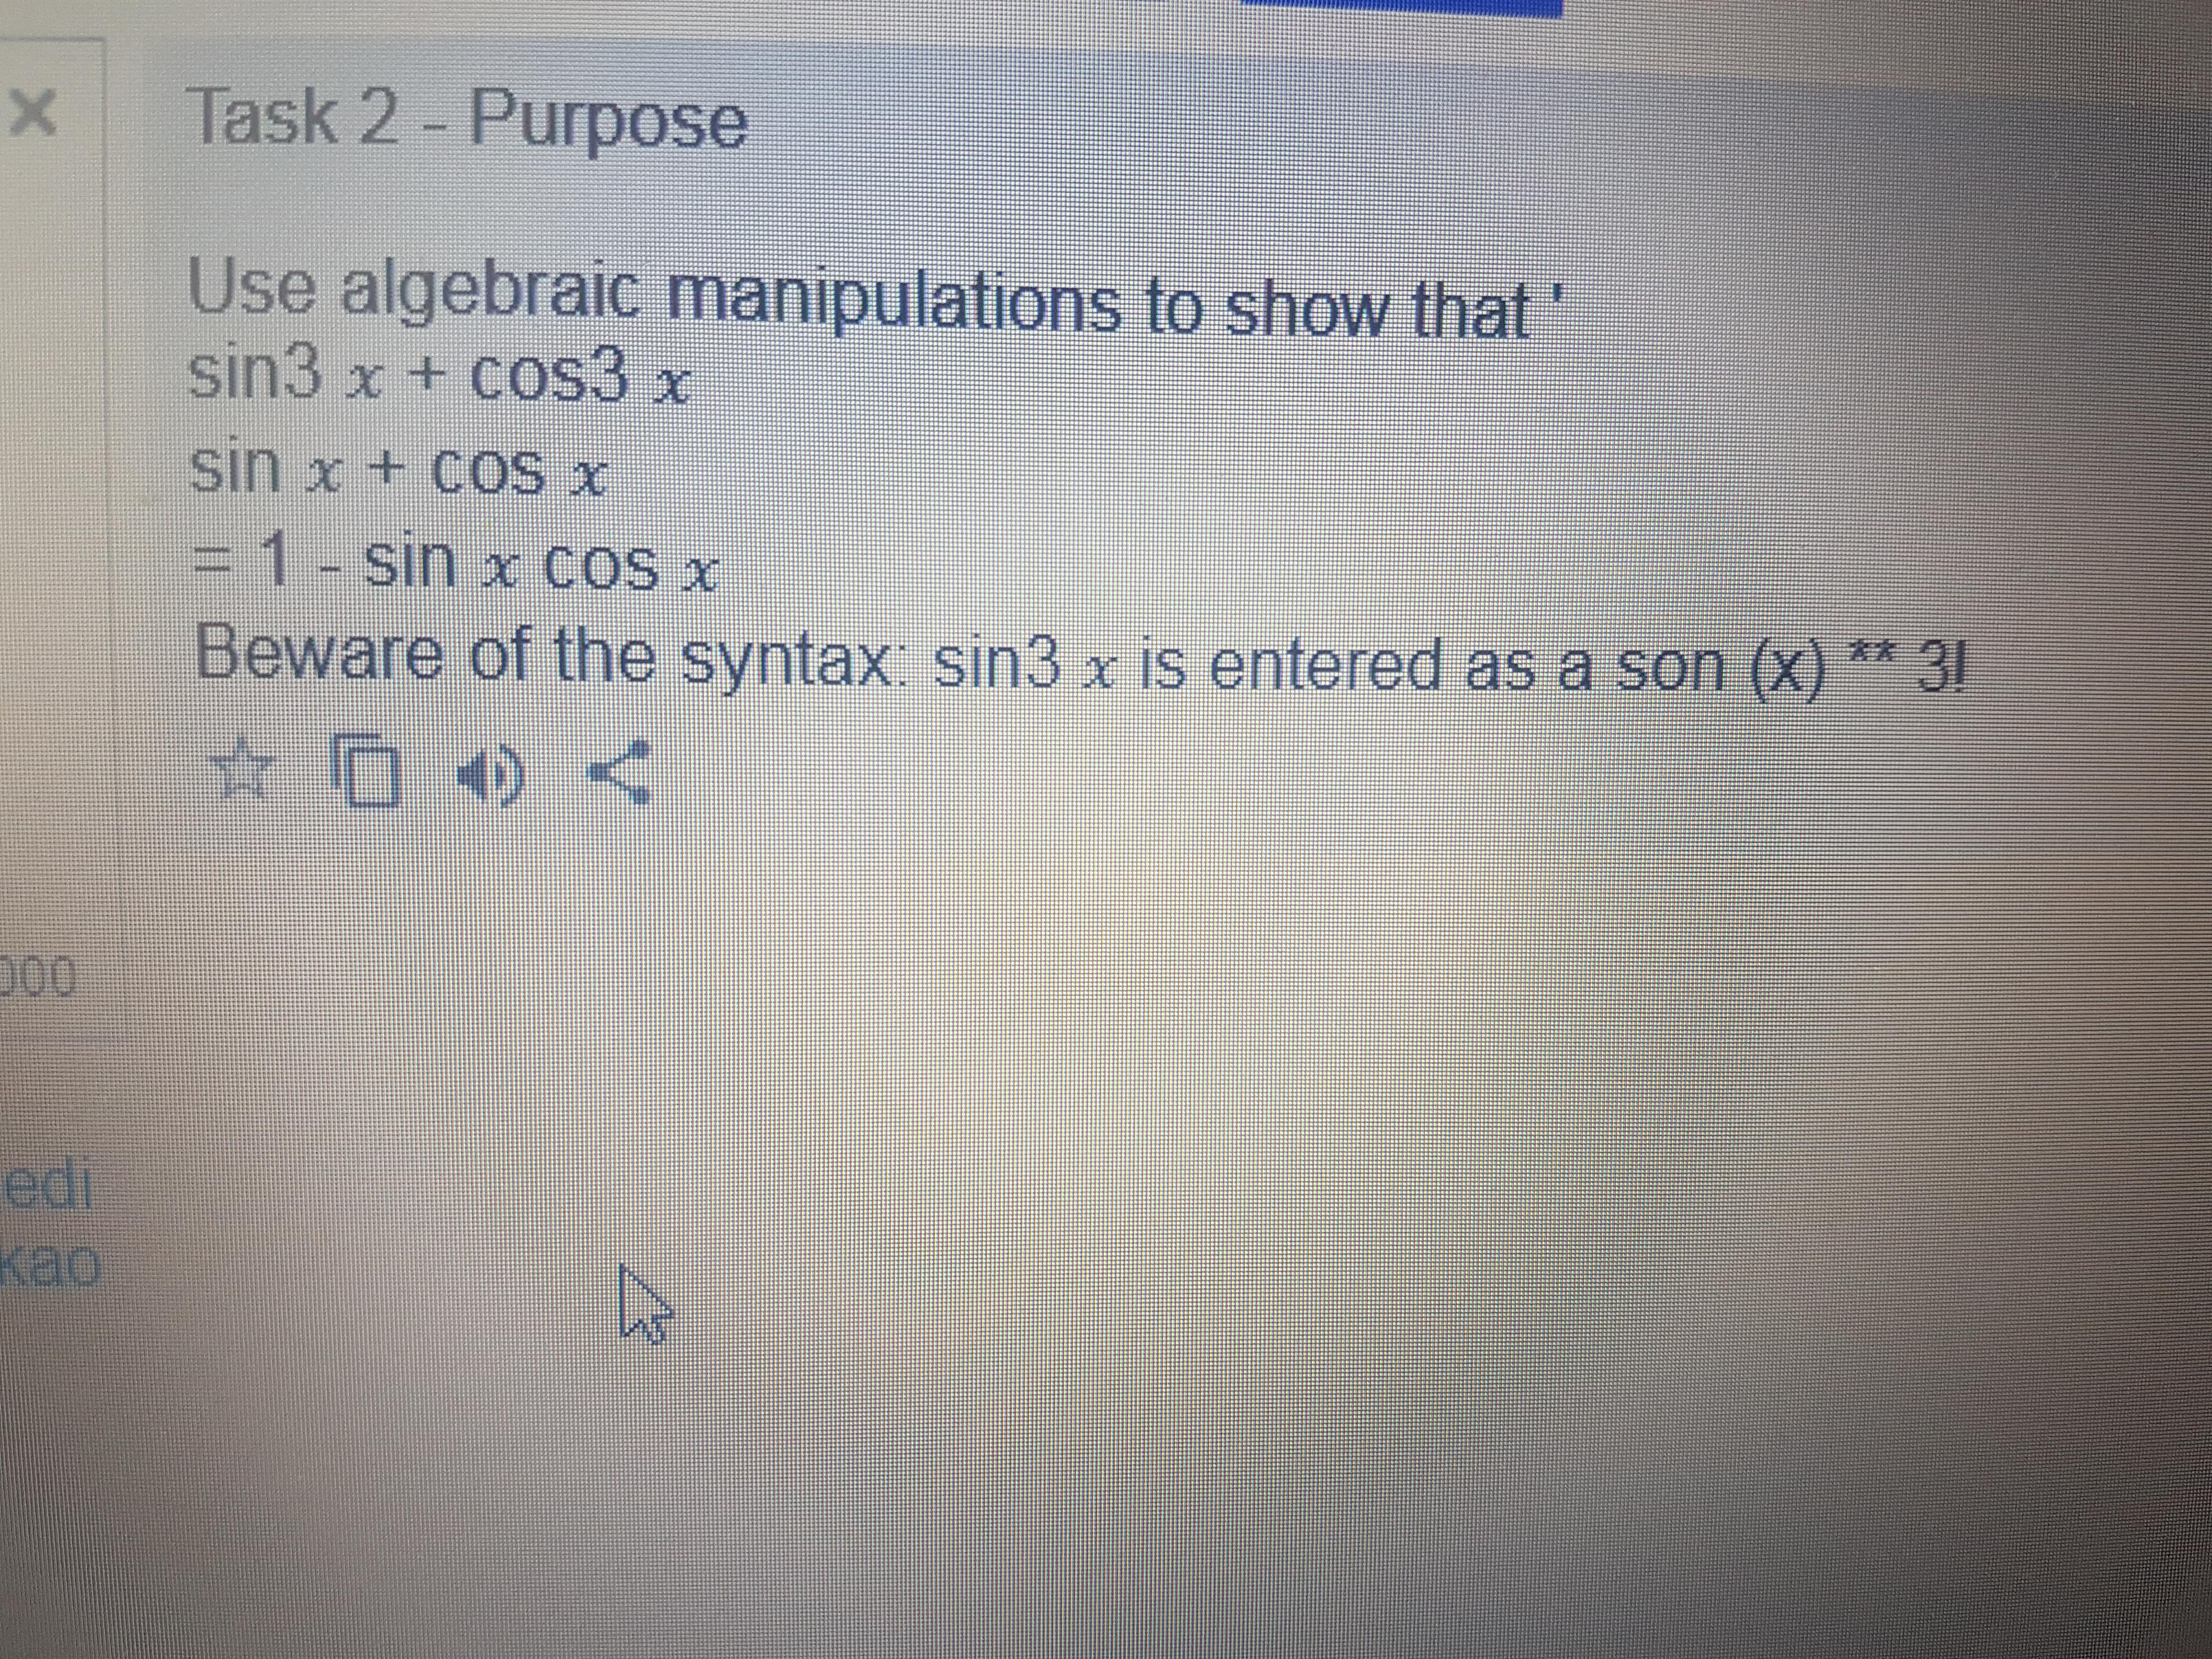 ×
Task 2 - Purpose
Use algebraic manipulations to show that '
sin3 x + cos3 x
sin x + cos x
= 1 - sin x cos x
Beware of the syntax: sin3 x is entered as a son (x) ** 3!
000
edi
kao